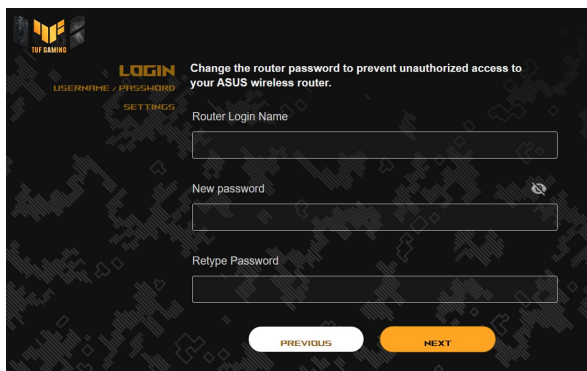 TUF GAMING
LOGIN
USERNAME / PASSWORD
SETTINGS
Change the router password to prevent unauthorized access to
your ASUS wireless router.
Router Login Name
New password
Retype Password
PREVIOUS
NEXT